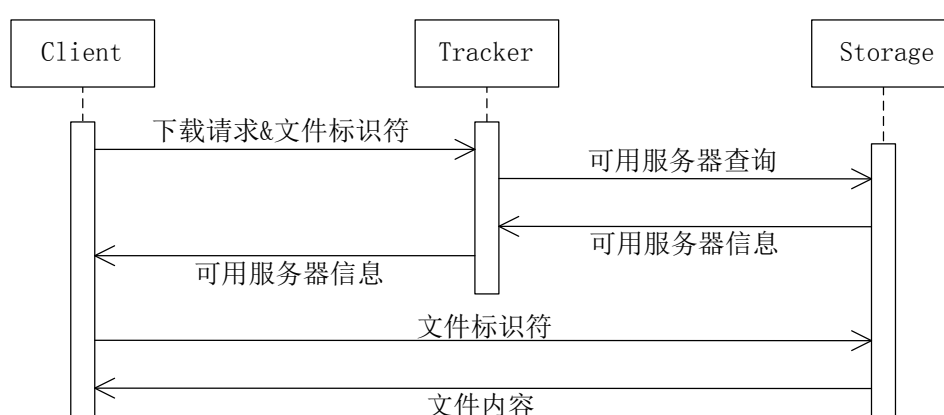 Client
Tracker
Storage
下载请求&文件标识符
可用服务器查询
可用服务器信息
可用服务器信息
文件标识符
文件内容